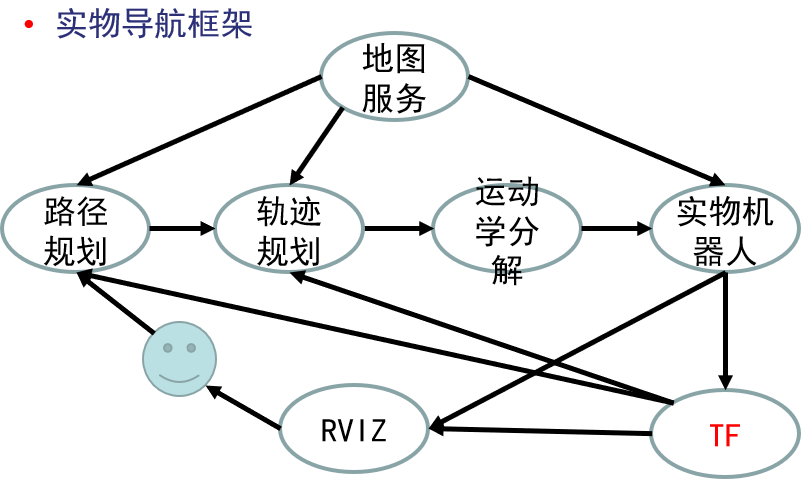 • 实物导航框架
地图
服务
路径
规划
轨迹
规划
运动
学分
解
实物机
器人
RVIZ
TF